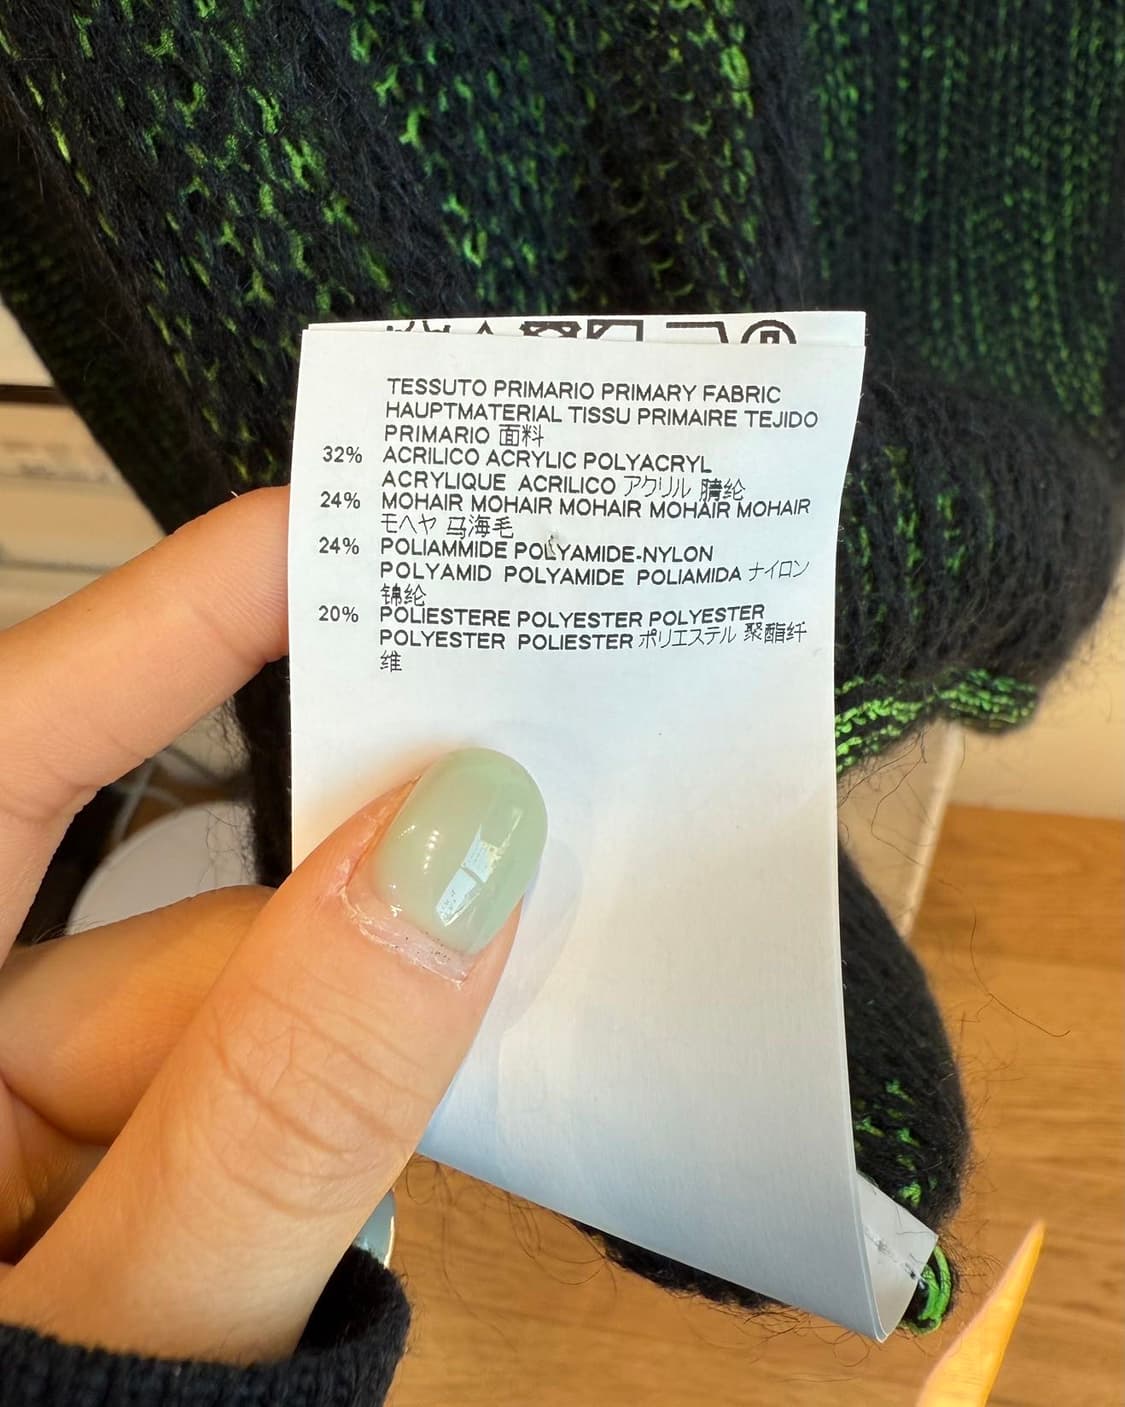 TESSUTO PRIMARIO PRIMARY FABRIC
HAUPTMATERIAL TISSU PRIMAIRE TEJIDO
PRIMARIO 面料
32% ACRILICO ACRYLIC POLYACRYL
ACRYLIQUE ACRILICO アクリル 腈纶
24% MOHAIR MOHAIR MOHAIR MOHAIR MOHAIR
モヘヤ 马海毛
24% POLIAMMIDE POLYAMIDE-NYLON
POLYAMID POLYAMIDE POLIAMIDA ナイロン
锦纶
20% POLIESTERE POLYESTER POLYESTER
POLYESTER POLIESTER ポリエステル 聚酯纤
维